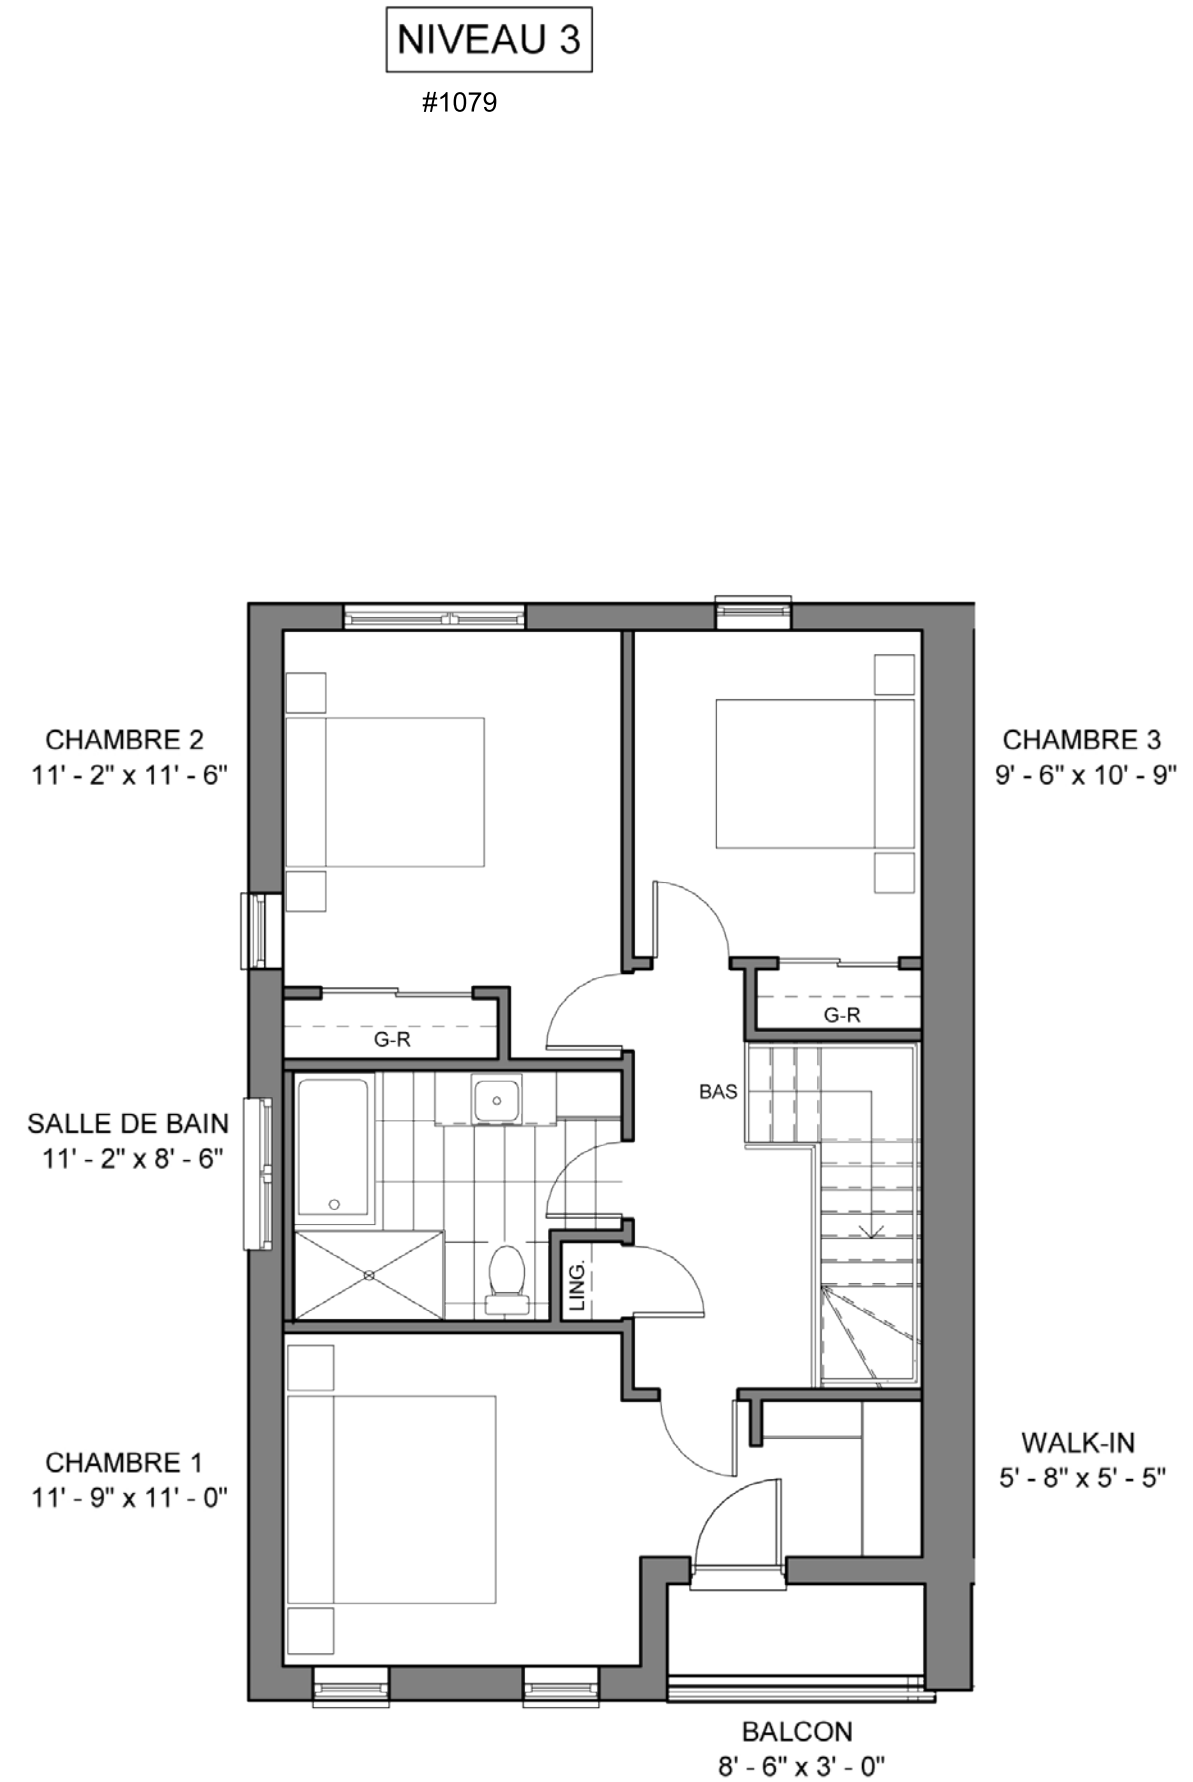 NIVEAU 3
#1079
CHAMBRE 2
11' - 2" x 11' - 6"
CHAMBRE 3
9' - 6" x 10' - 9"
G-R
G-R
BAS
SALLE DE BAIN
11' - 2" x 8' - 6"
LING.
CHAMBRE 1
11' - 9" x 11' - 0"
WALK-IN
5' - 8" x 5' - 5"
BALCON
8' - 6" x 3' - 0"